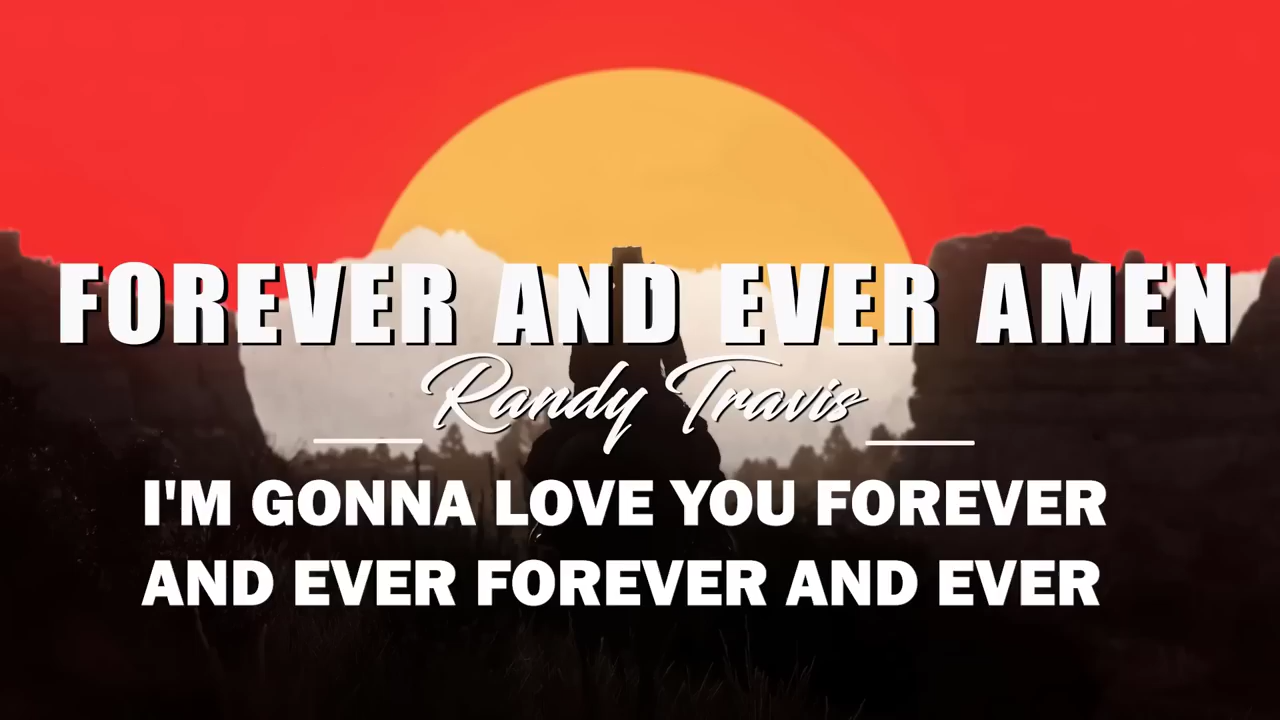 FOREVER AND EVER AMEN
Randy Travis
I'M GONNA LOVE YOU FOREVER
AND EVER FOREVER AND EVER